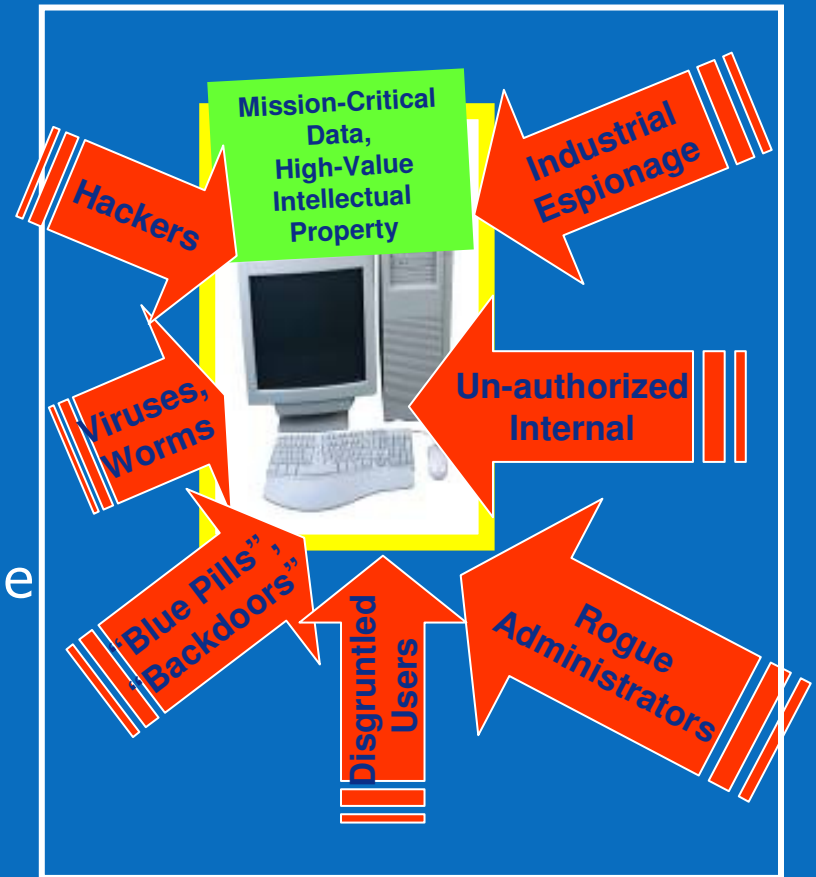 Mission-Critical
Data,
High-Value
Intellectual
Property
Hackers
Industrial
Espionage
Viruses,
Worms
Un-authorized
Internal
e
“Blue Pills”,
“Backdoors”
Disgruntled
Users
Rogue
Administrators